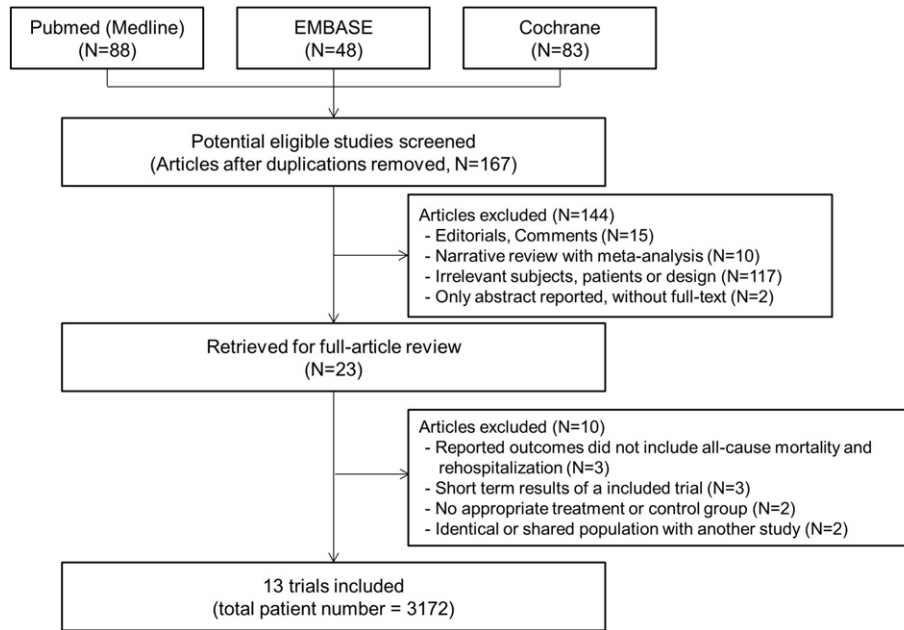 Pubmed (Medline)
(N=88)
EMBASE
(N=48)
Cochrane
(N=83)
Potential eligible studies screened
(Articles after duplications removed, N=167)
Articles excluded (N=144)
- Editorials, Comments (N=15)
- Narrative review with meta-analysis (N=10)
- Irrelevant subjects, patients or design (N=117)
- Only abstract reported, without full-text (N=2)
Retrieved for full-article review
(N=23)
Articles excluded (N=10)
- Reported outcomes did not include all-cause mortality and
rehospitalization (N=3)
- Short term results of a included trial (N=3)
- No appropriate treatment or control group (N=2)
- Identical or shared population with another study (N=2)
13 trials included
(total patient number = 3172)